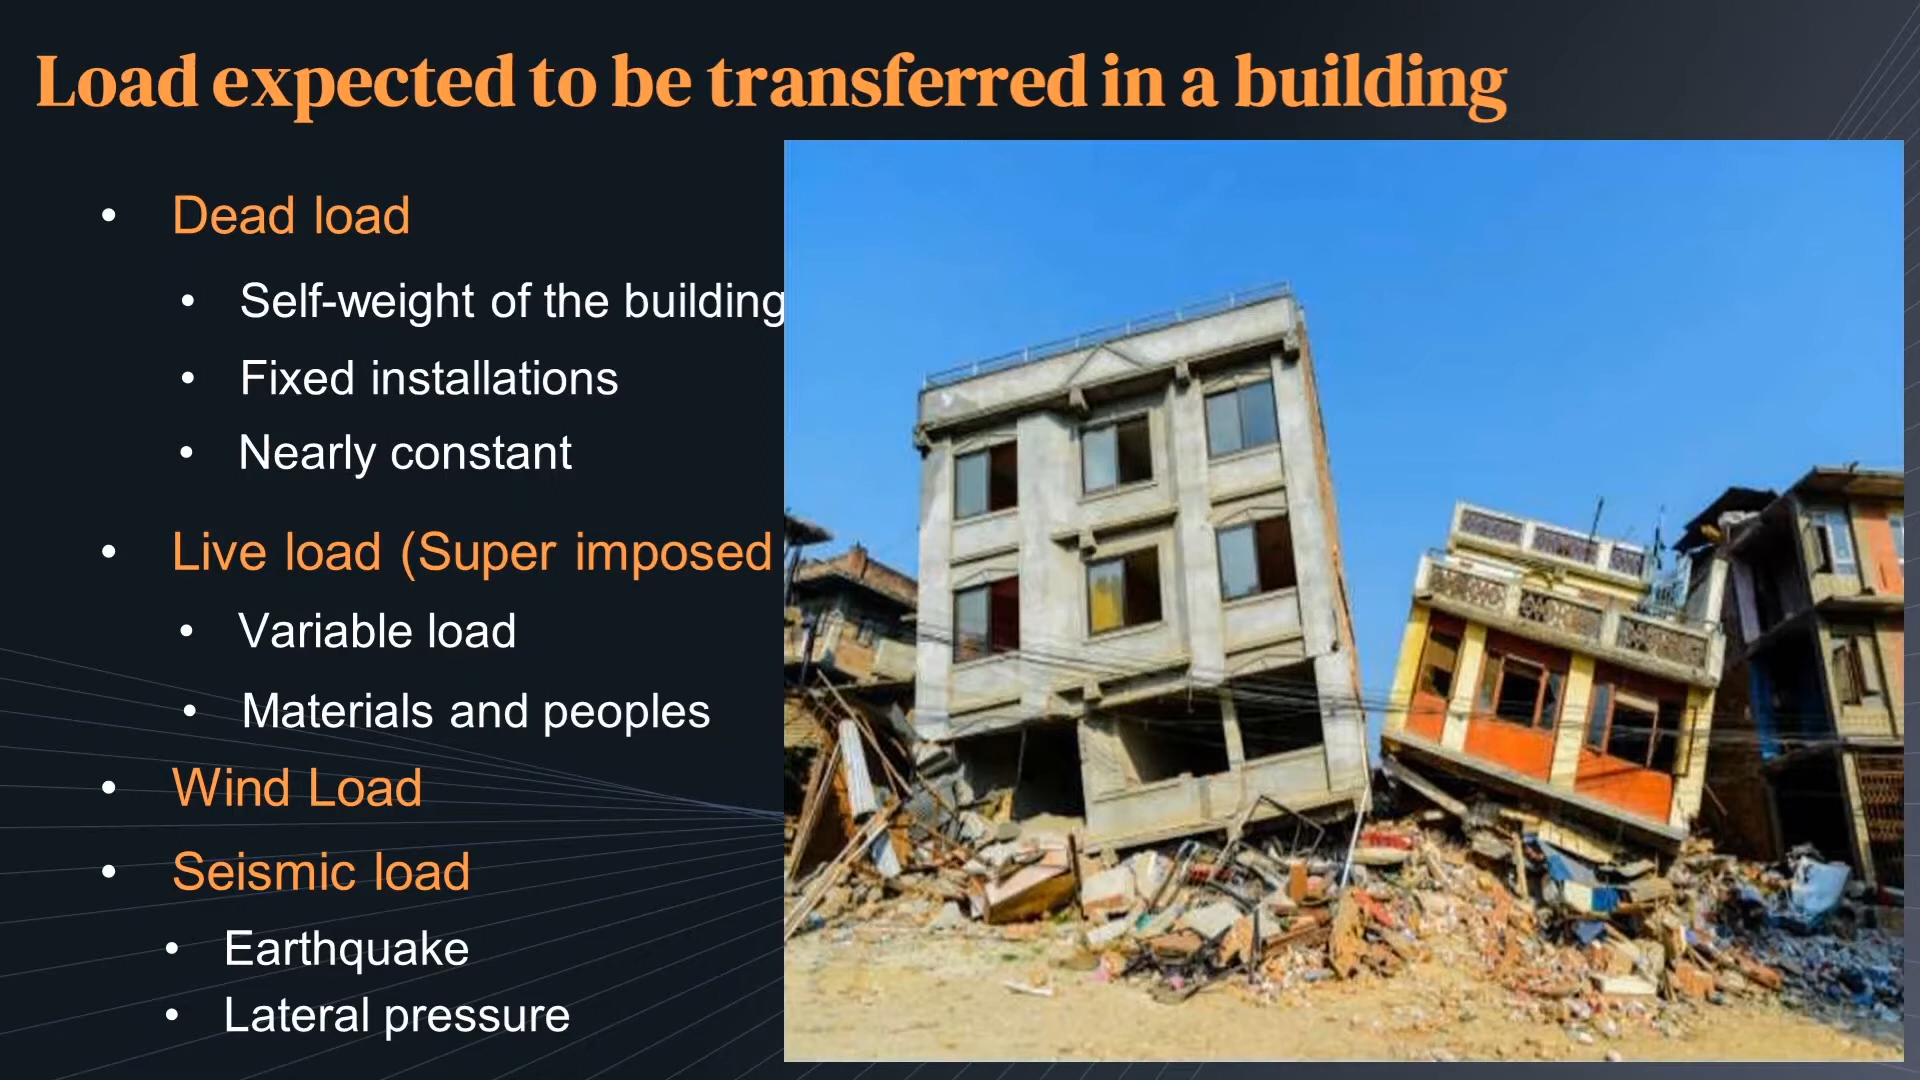 Load expected to be transferred in a building
• Dead load
• Self-weight of the building
• Fixed installations
• Nearly constant
• Live load (Super imposed
• Variable load
• Materials and peoples
• Wind Load
• Seismic load
• Earthquake
• Lateral pressure